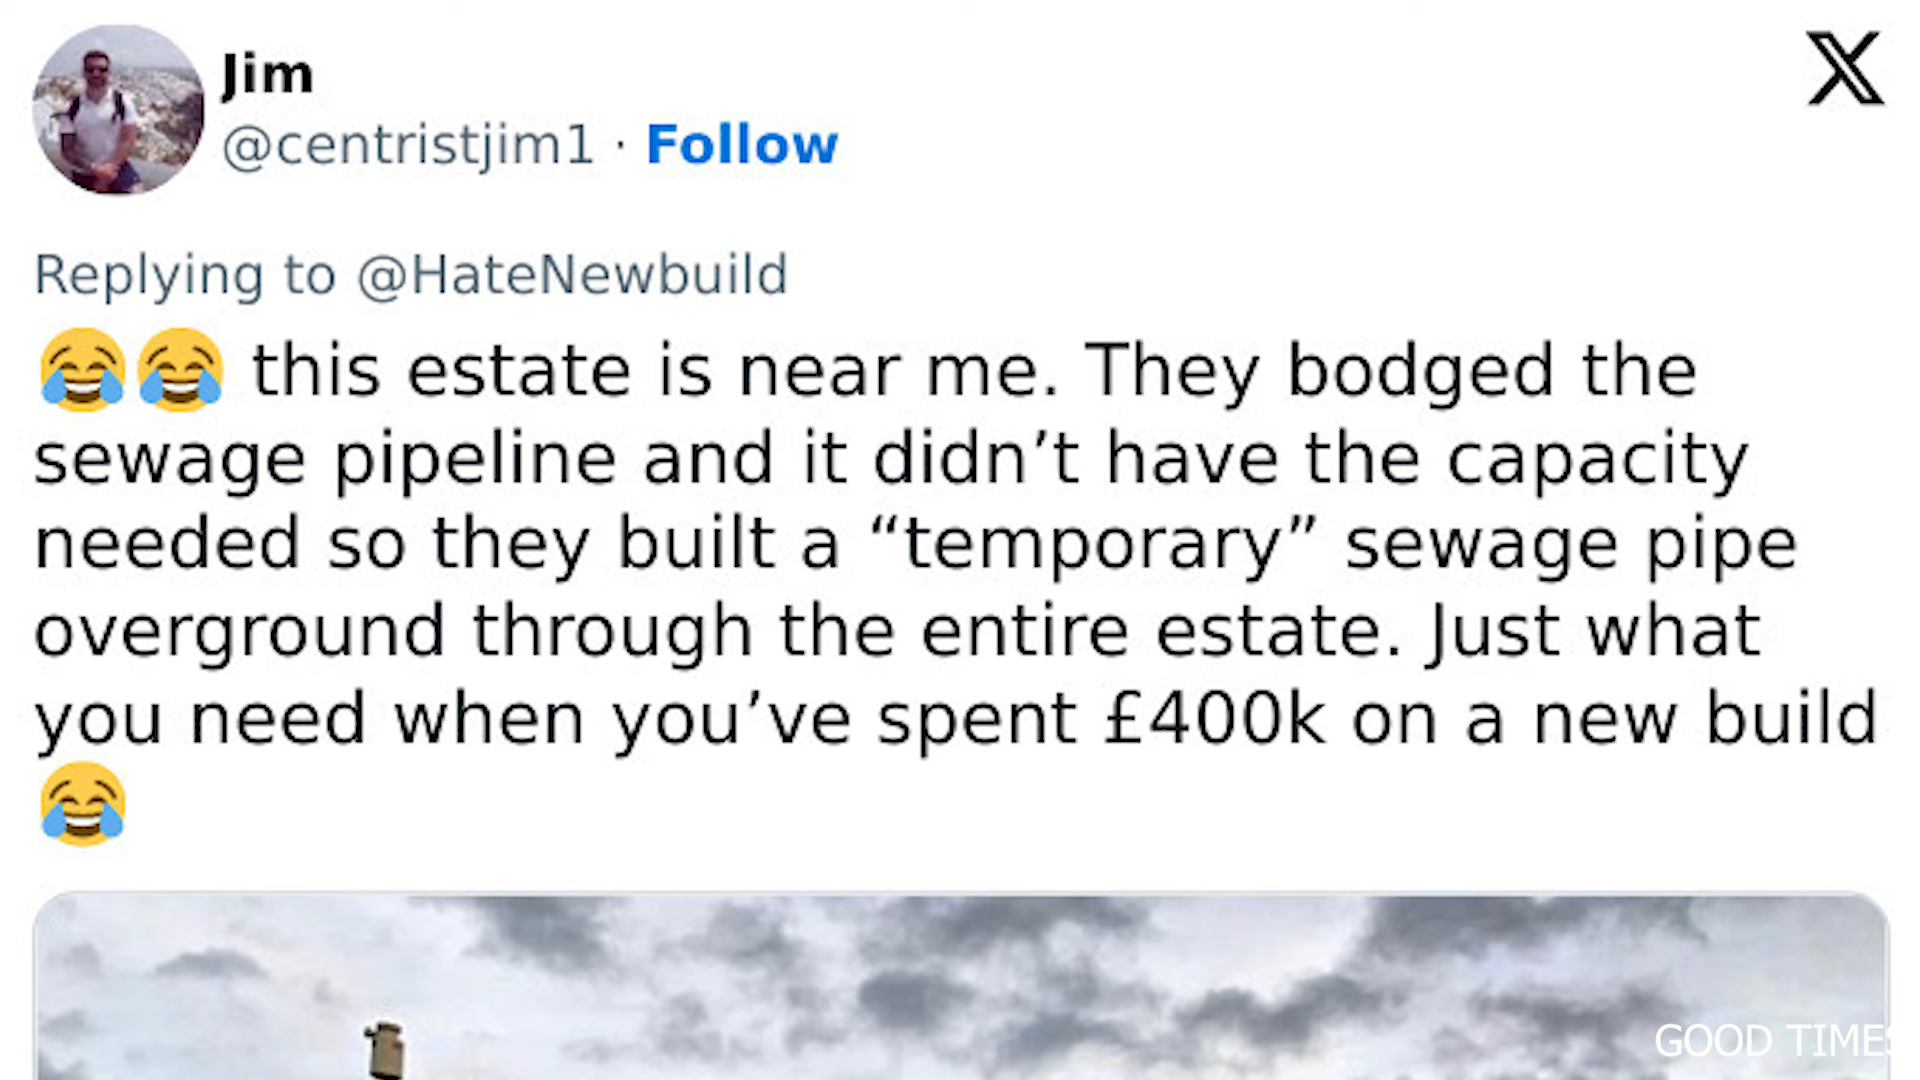 Jim
@centristjim1 · Follow
Replying to @HateNewbuild
😂😂 this estate is near me. They bodged the
sewage pipeline and it didn’t have the capacity
needed so they built a “temporary” sewage pipe
overground through the entire estate. Just what
you need when you’ve spent £400k on a new build
😂
GOOD TIMES